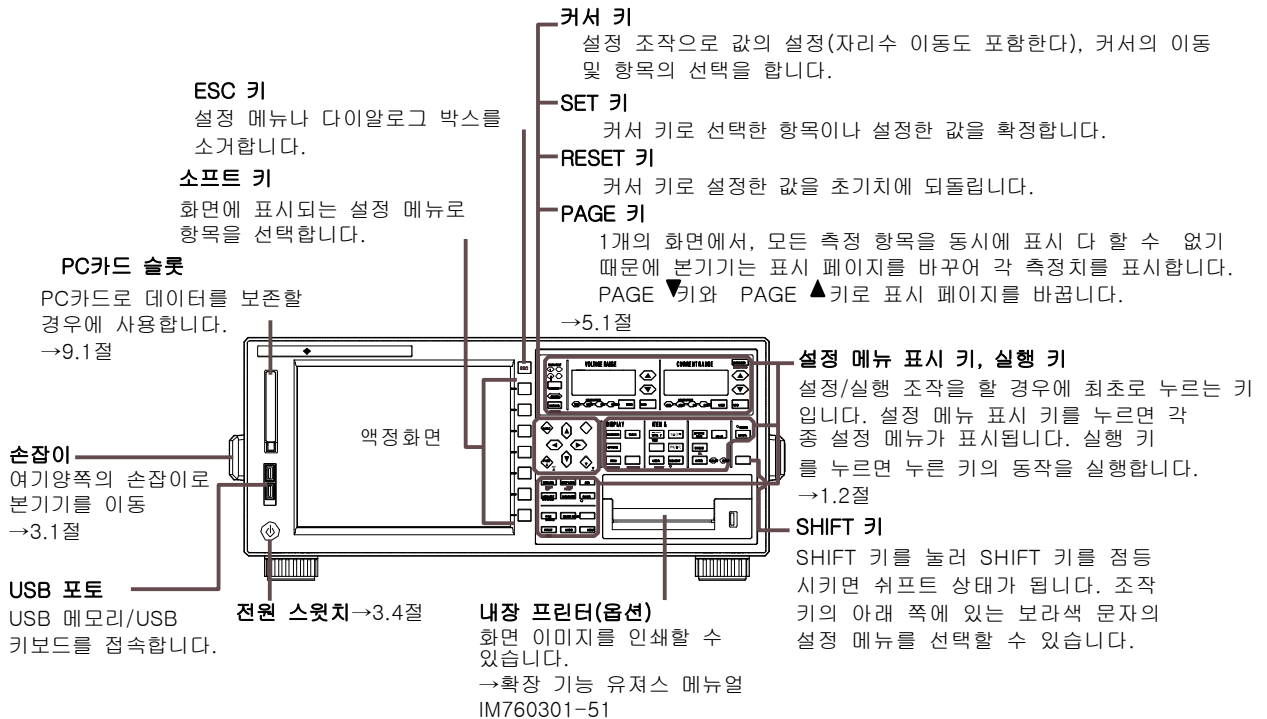 커서 키
설정 조작으로 값의 설정(자리수 이동도 포함한다), 커서의 이동
및 항목의 선택을 합니다.
SET 키
커서 키로 선택한 항목이나 설정한 값을 확정합니다.
RESET 키
커서 키로 설정한 값을 초기치에 되돌립니다.
PAGE 키
1개의 화면에서, 모든 측정 항목을 동시에 표시 다 할 수 없기
때문에 본기기는 표시 페이지를 바꾸어 각 측정치를 표시합니다.
PAGE ▼키와 PAGE ▲키로 표시 페이지를 바꿉니다.
→5.1절
ESC 키
설정 메뉴나 다이알로그 박스를
소거합니다.
소프트 키
화면에 표시되는 설정 메뉴로
항목을 선택합니다.
PC카드 슬롯
PC카드로 데이터를 보존할
경우에 사용합니다.
→9.1절
손잡이
여기양쪽의 손잡이로
본기기를 이동
→3.1절
USB 포토
USB 메모리/USB
키보드를 접속합니다.
액정화면
ESC
VOLTAGE RANGE
CURRENT RANGE
DISPLAY
ITEM &
설정 메뉴 표시 키, 실행 키
설정/실행 조작을 할 경우에 최초로 누르는 키
입니다. 설정 메뉴 표시 키를 누르면 각
종 설정 메뉴가 표시됩니다. 실행 키
를 누르면 누른 키의 동작을 실행합니다.
→1.2절
SHIFT 키
SHIFT 키를 눌러 SHIFT 키를 점등
시키면 쉬프트 상태가 됩니다. 조작
키의 아래 쪽에 있는 보라색 문자의
설정 메뉴를 선택할 수 있습니다.
전원 스윗치→3.4절
내장 프린터(옵션)
화면 이미지를 인쇄할 수
있습니다.
→확장 기능 유져스 메뉴얼
IM760301-51